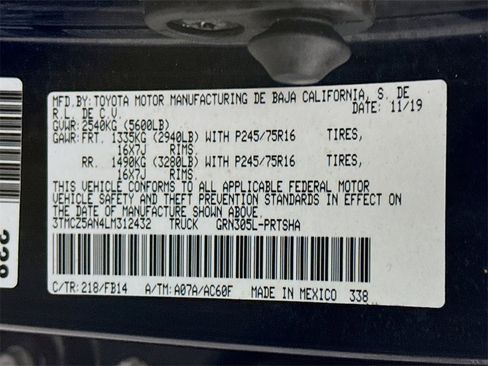 MFD.BY:TOYOTA MOTOR MANUFACTURING DE BAJA CALIFORNIA, S. DE
R.L. DE C.V. DATE: 11/19
GVWR: 2540KG (5600LB)
GAWR:FRT. 1335KG (2940LB) WITH P245/75R16 TIRES,
16X7J RIMS.
RR. 1490KG (3280LB) WITH P245/75R16 TIRES,
16X7J RIMS.
THIS VEHICLE CONFORMS TO ALL APPLICABLE FEDERAL MOTOR
VEHICLE SAFETY AND THEFT PREVENTION STANDARDS IN EFFECT ON
THE DATE OF MANUFACTURE SHOWN ABOVE.
3TMCZ5AN4LM312432 TRUCK GRN305L-PRTSHA
C/TR:218/FB14 A/TM:A07A/AC60F MADE IN MEXICO 338